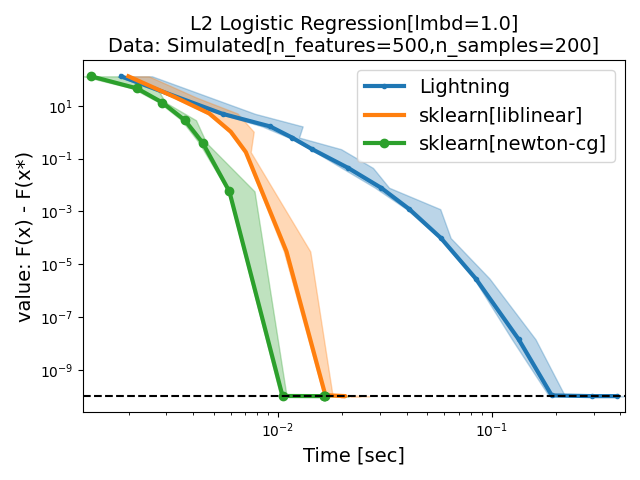 L2 Logistic Regression[lmbd=1.0]
Data: Simulated[n_features=500,n_samples=200]
value: F(x) - F(x*)
10¹
10⁻¹
10⁻³
10⁻⁵
10⁻⁷
10⁻⁹
Lightning
sklearn[liblinear]
sklearn[newton-cg]
10⁻² 10⁻¹
Time [sec]